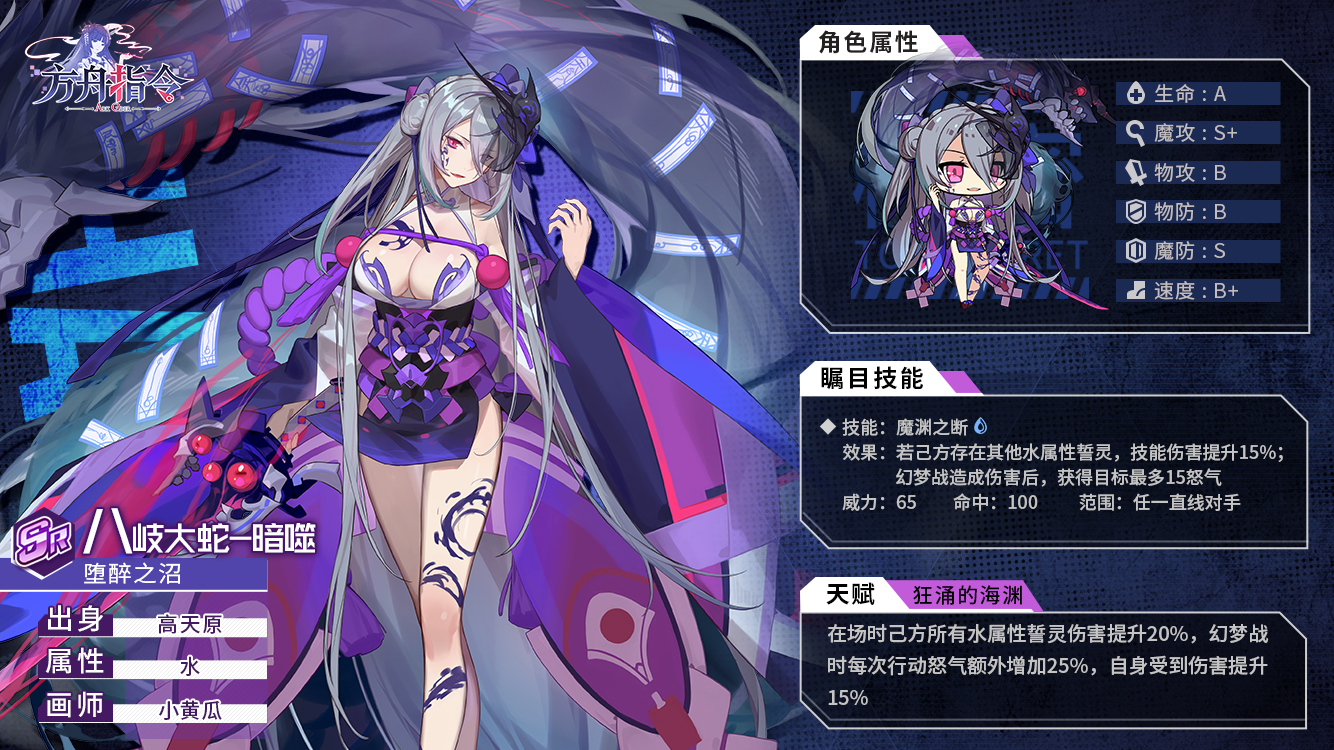 方舟指令
Ark Order
SR
八岐大蛇-暗噬
堕醉之沼
出身 高天原
属性 水
画师 小黄瓜
角色属性
生命：A
魔攻：S+
物攻：B
物防：B
魔防：S
速度：B+
瞩目技能
◆ 技能：魔渊之断
效果：若己方存在其他水属性誓灵，技能伤害提升15%；
幻梦战造成伤害后，获得目标最多15怒气
威力：65 命中：100 范围：任一直线对手
天赋 狂涌的海渊
在场时己方所有水属性誓灵伤害提升20%，幻梦战
时每次行动怒气额外增加25%，自身受到伤害提升
15%